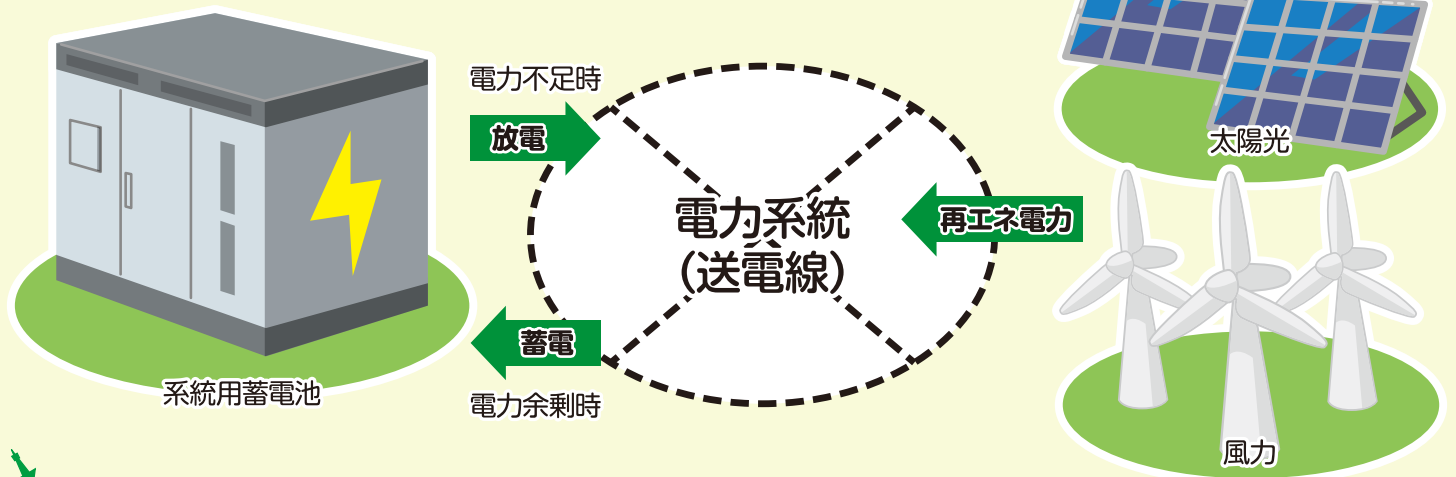 電力不足時
放電
電力系統
（送電線）
蓄電
電力余剰時
系統用蓄電池
再エネ電力
太陽光
風力